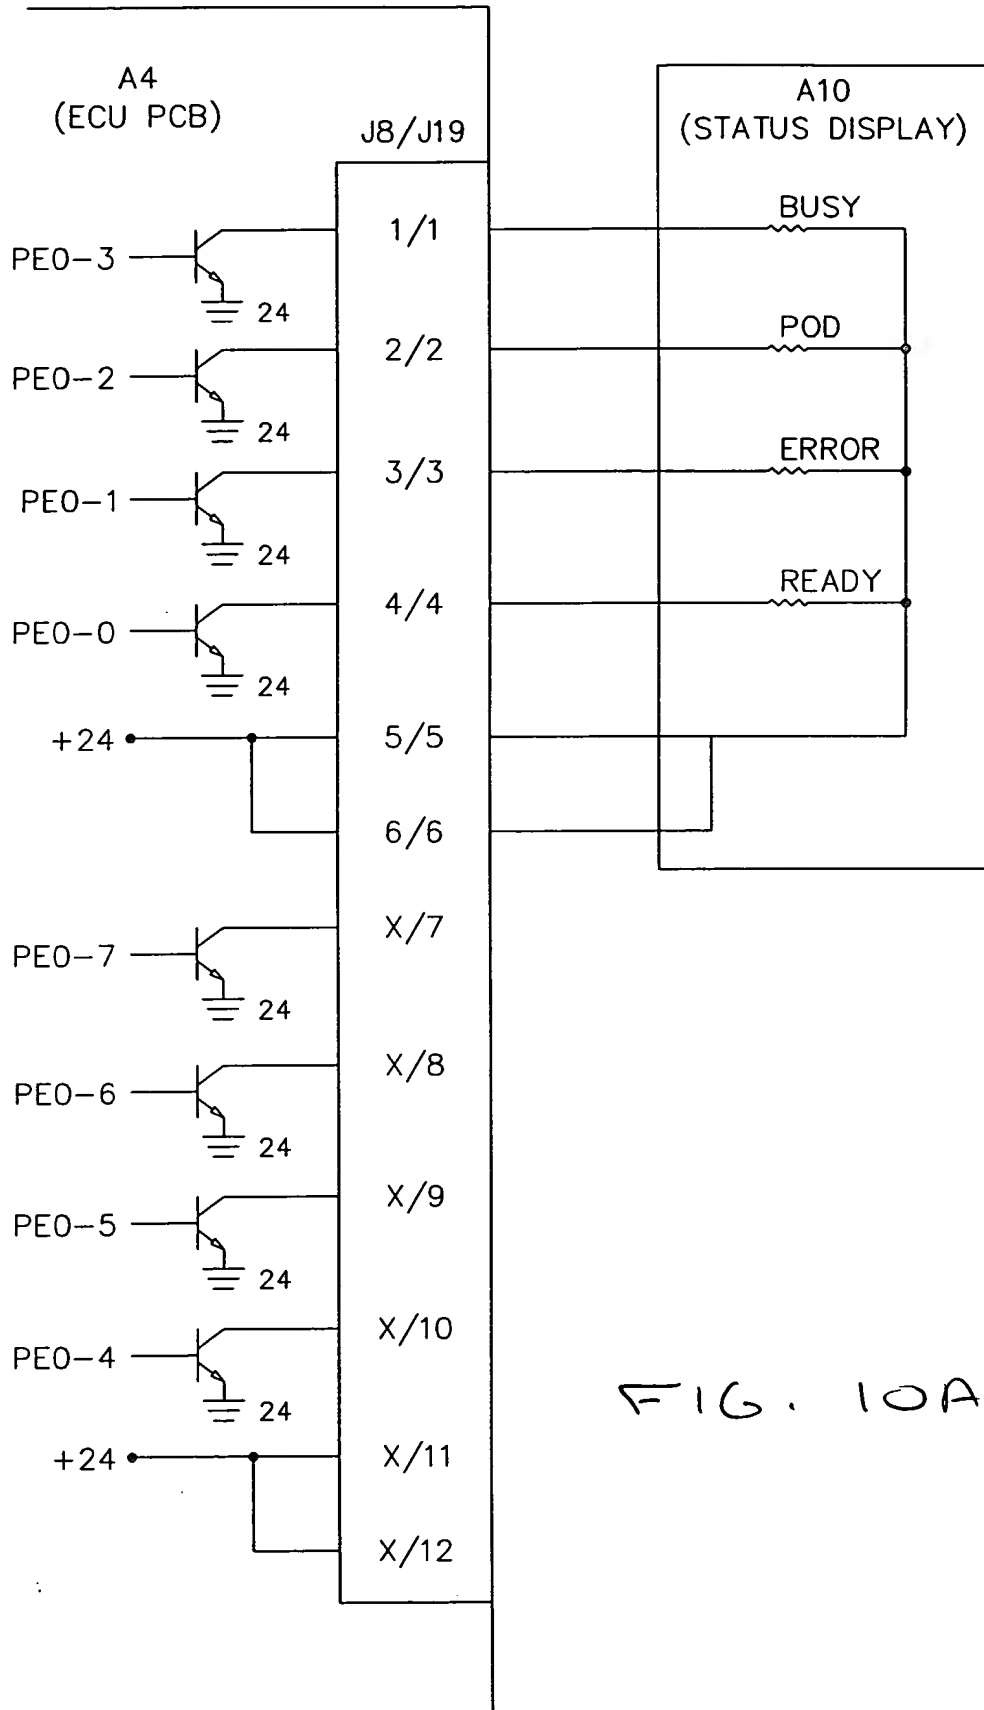 A4
(ECU PCB)
J8/J19
A10
(STATUS DISPLAY)
PE0-3
24
1/1
BUSY
PE0-2
24
2/2
POD
PE0-1
24
3/3
ERROR
PE0-0
24
4/4
READY
+24
5/5
6/6
PE0-7
24
X/7
PE0-6
24
X/8
PE0-5
24
X/9
PE0-4
24
X/10
+24
X/11
X/12
FIG. 10A